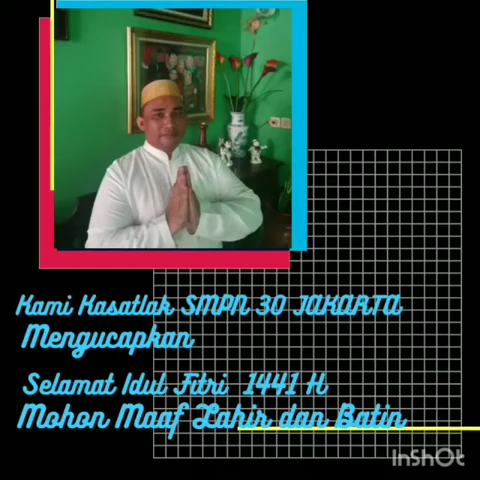 Kami Kasatlak SMPN 30 JAKARTA
Mengucapkan
Selamat Idul Fitri 1441 H
Mohon Maaf Lahir dan Batin
InShOt